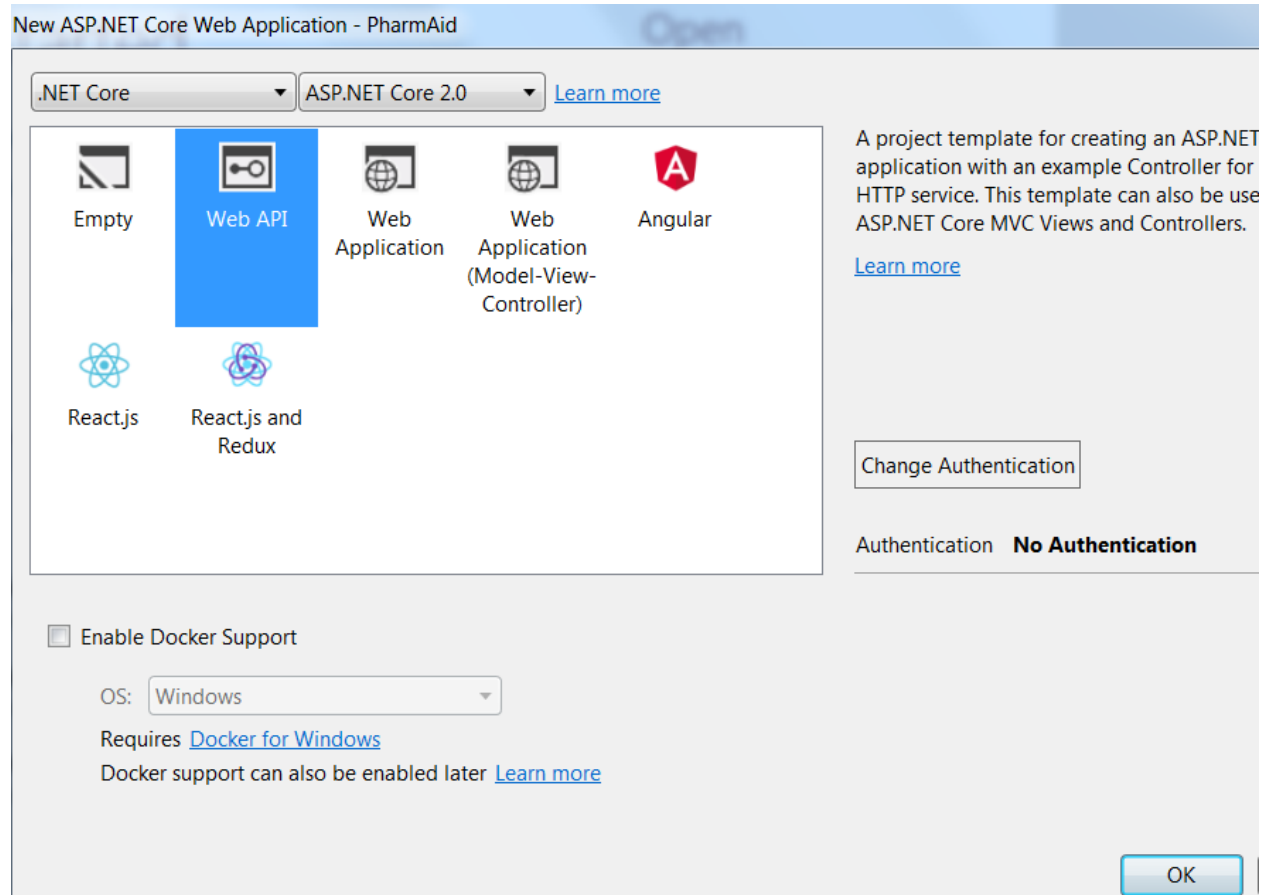 New ASP.NET Core Web Application - PharmAid
Open
.NET Core
ASP.NET Core 2.0
Learn more
Empty
Web API
Web
Application
Web
Application
(Model-View-
Controller)
Angular
React.js
React.js and
Redux
A project template for creating an ASP.NET
application with an example Controller for
HTTP service. This template can also be use
ASP.NET Core MVC Views and Controllers.
Learn more
Change Authentication
Authentication No Authentication
Enable Docker Support
OS: Windows
Requires Docker for Windows
Docker support can also be enabled later Learn more
OK